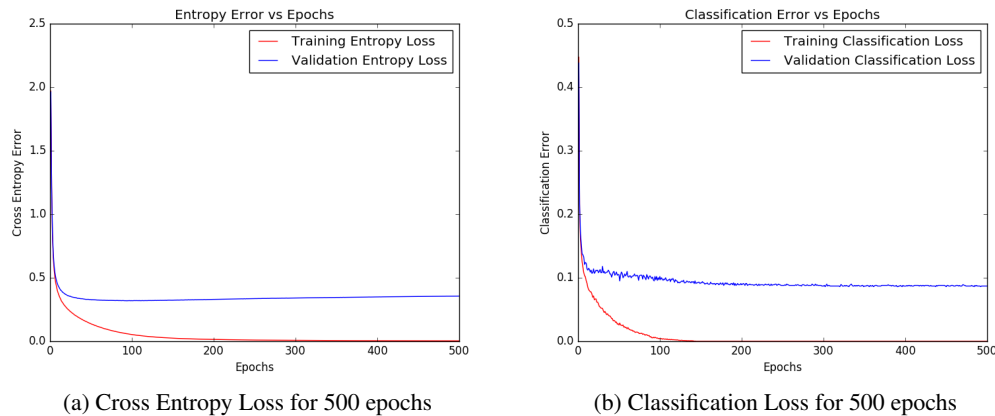 Entropy Error vs Epochs
2.5
2.0
1.5
1.0
0.5
0.0
Cross Entropy Error
Training Entropy Loss
Validation Entropy Loss
0 100 200 300 400 500
Epochs
(a) Cross Entropy Loss for 500 epochs
Classification Error vs Epochs
0.5
0.4
0.3
0.2
0.1
0.0
Classification Error
Training Classification Loss
Validation Classification Loss
0 100 200 300 400 500
Epochs
(b) Classification Loss for 500 epochs